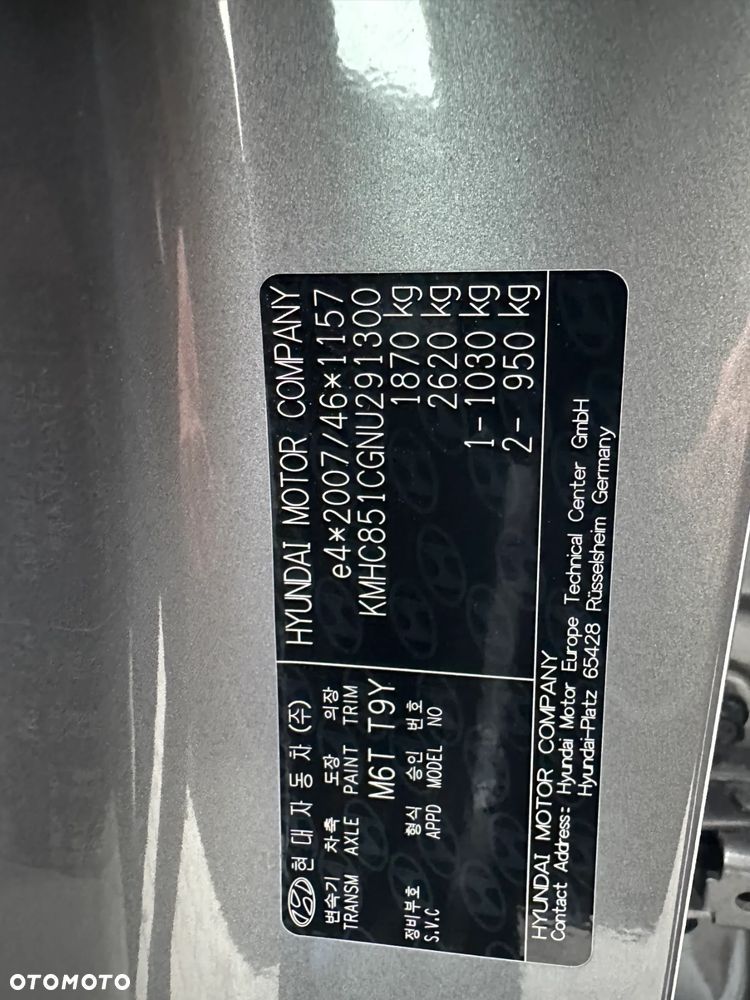 현대자동차(주)
변속기 차축 도장 의장
TRANSM AXLE PAINT TRIM
M6T T9Y
정비부호 형식 승인 번호
S.V.C APPD MODEL NO
HYUNDAI MOTOR COMPANY
e4*2007/46*1157
KMHC851CGNU291300
1870 kg
2620 kg
1- 1030 kg
2- 950 kg
HYUNDAI MOTOR COMPANY
Contact Address: Hyundai Motor Europe Technical Center GmbH
Hyundai-Platz 65428 Rüsselsheim Germany
OTOMOTO